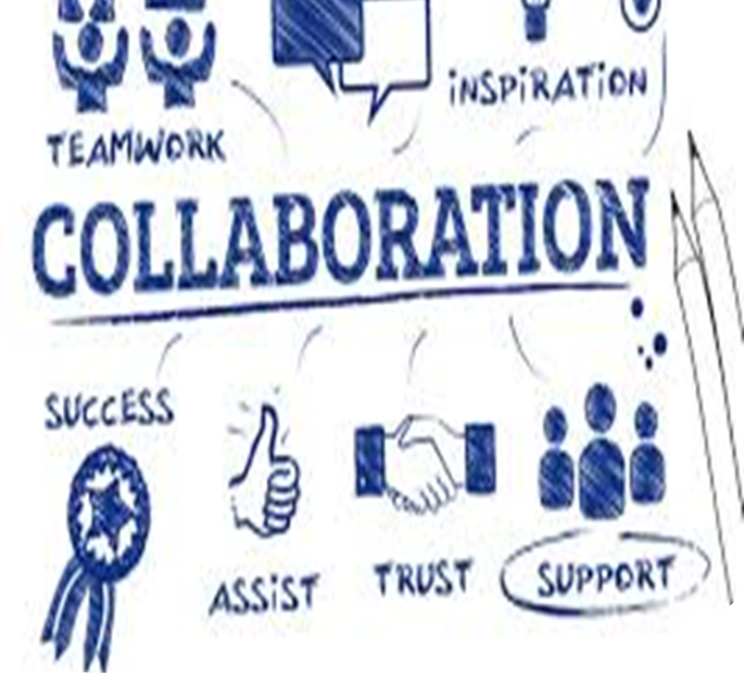 iNSPiRATiON
TEAMWORK
COLLABORATION
SUCCESS
ASSiST
TRUST
SUPPORT